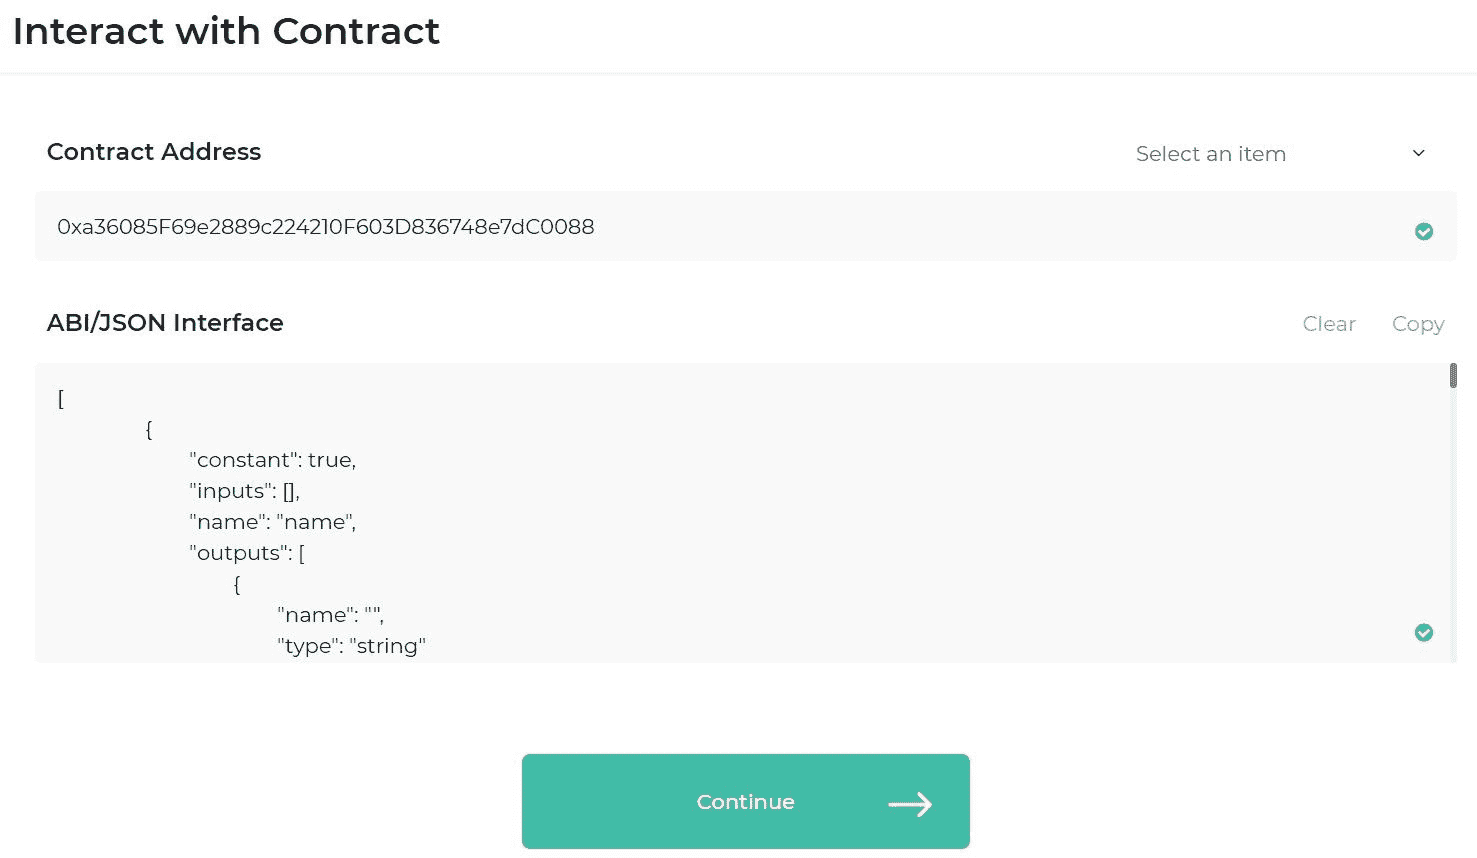 Interact with Contract
Contract Address
Select an item
0xa36085F69e2889c224210F603D836748e7dC0088
ABI/JSON Interface
Clear
Copy
[
{
"constant": true,
"inputs": [],
"name": "name",
"outputs": [
{
"name": "",
"type": "string"
Continue